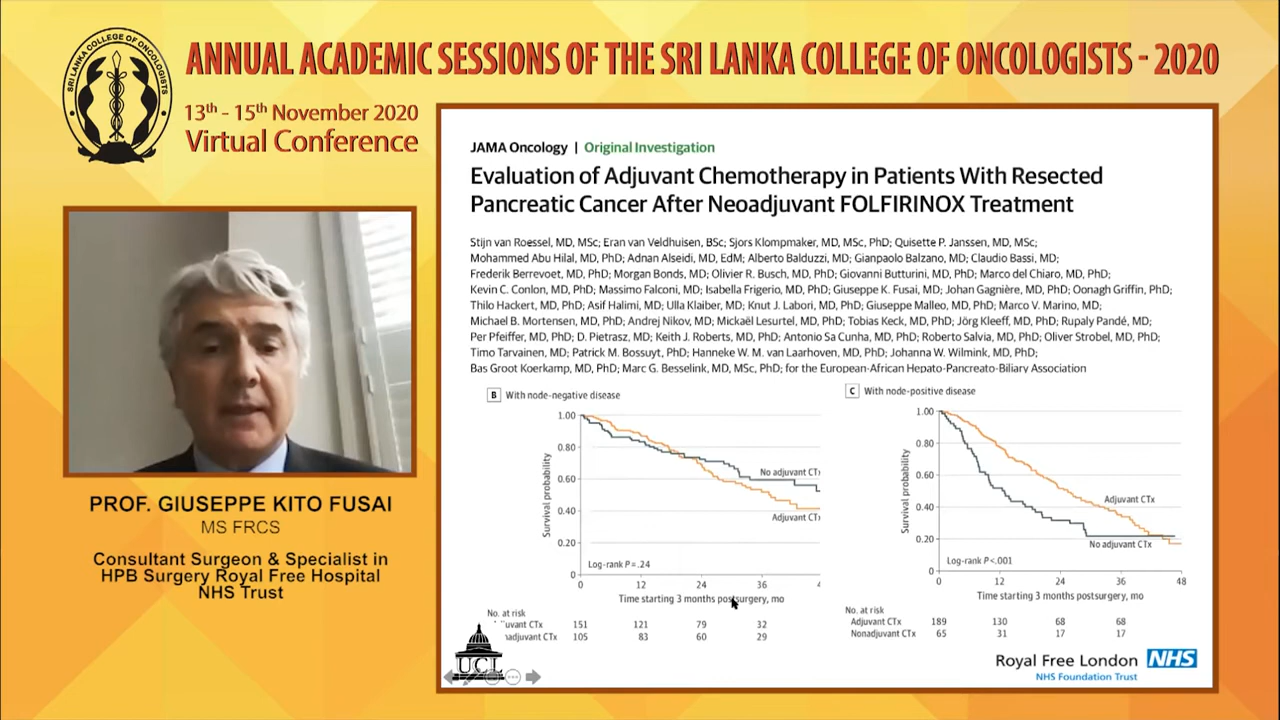 SRI LANKA COLLEGE OF ONCOLOGISTS
ANNUAL ACADEMIC SESSIONS OF THE SRI LANKA COLLEGE OF ONCOLOGISTS - 2020
13th - 15th November 2020
Virtual Conference
JAMA Oncology | Original Investigation
Evaluation of Adjuvant Chemotherapy in Patients With Resected
Pancreatic Cancer After Neoadjuvant FOLFIRINOX Treatment
Stijn van Roessel, MD, MSc; Eran van Veldhuisen, BSc; Sjors Klompmaker, MD, MSc, PhD; Quisette P. Janssen, MD, MSc;
Mohammed Abu Hilal, MD, PhD; Adnan Alseidi, MD, EdM; Alberto Balduzzi, MD; Gianpaolo Balzano, MD; Claudio Bassi, MD;
Frederik Berrevoet, MD, PhD; Morgan Bonds, MD; Olivier R. Busch, MD, PhD; Giovanni Butturini, MD, PhD; Marco del Chiaro, MD, PhD;
Kevin C. Conlon, MD, PhD; Massimo Falconi, MD; Isabella Frigerio, MD, PhD; Giuseppe K. Fusai, MD; Johan Gagnière, MD, PhD; Oonagh Griffin, PhD;
Thilo Hackert, MD, PhD; Asif Halimi, MD; Ulla Klaiber, MD; Knut J. Labori, MD, PhD; Giuseppe Malleo, MD, PhD; Marco V. Marino, MD;
Michael B. Mortensen, MD, PhD; Andrej Nikov, MD; Mickaël Lesurtel, MD, PhD; Tobias Keck, MD, PhD; Jörg Kleeff, MD, PhD; Rupaly Pandé, MD;
Per Pfeiffer, MD, PhD; D. Pietrasz, MD; Keith J. Roberts, MD, PhD; Antonio Sa Cunha, MD, PhD; Roberto Salvia, MD, PhD; Oliver Strobel, MD, PhD;
Timo Tarvainen, MD; Patrick M. Bossuyt, PhD; Hanneke W. M. van Laarhoven, MD, PhD; Johanna W. Wilmink, MD, PhD;
Bas Groot Koerkamp, MD, PhD; Marc G. Besselink, MD, MSc, PhD; for the European-African Hepato-Pancreato-Biliary Association
B With node-negative disease
1.00
0.80
0.60
0.40
0.20
0
Survival probability
No adjuvant CTx
Adjuvant CTx
Log-rank P = .24
0 12 24 36 4
Time starting 3 months postsurgery, mo
No. at risk
CTx 151 121 79 32
CTx 105 83 60 29
C With node-positive disease
1.00
0.80
0.60
0.40
0.20
0
Survival probability
Adjuvant CTx
No adjuvant CTx
Log-rank P <.001
0 12 24 36 48
Time starting 3 months postsurgery, mo
No. at risk
Adjuvant CTx 189 130 68 68
Nonadjuvant CTx 65 31 17 17
UCL
Royal Free London NHS
NHS Foundation Trust
PROF. GIUSEPPE KITO FUSAI
MS FRCS
Consultant Surgeon & Specialist in
HPB Surgery Royal Free Hospital
NHS Trust